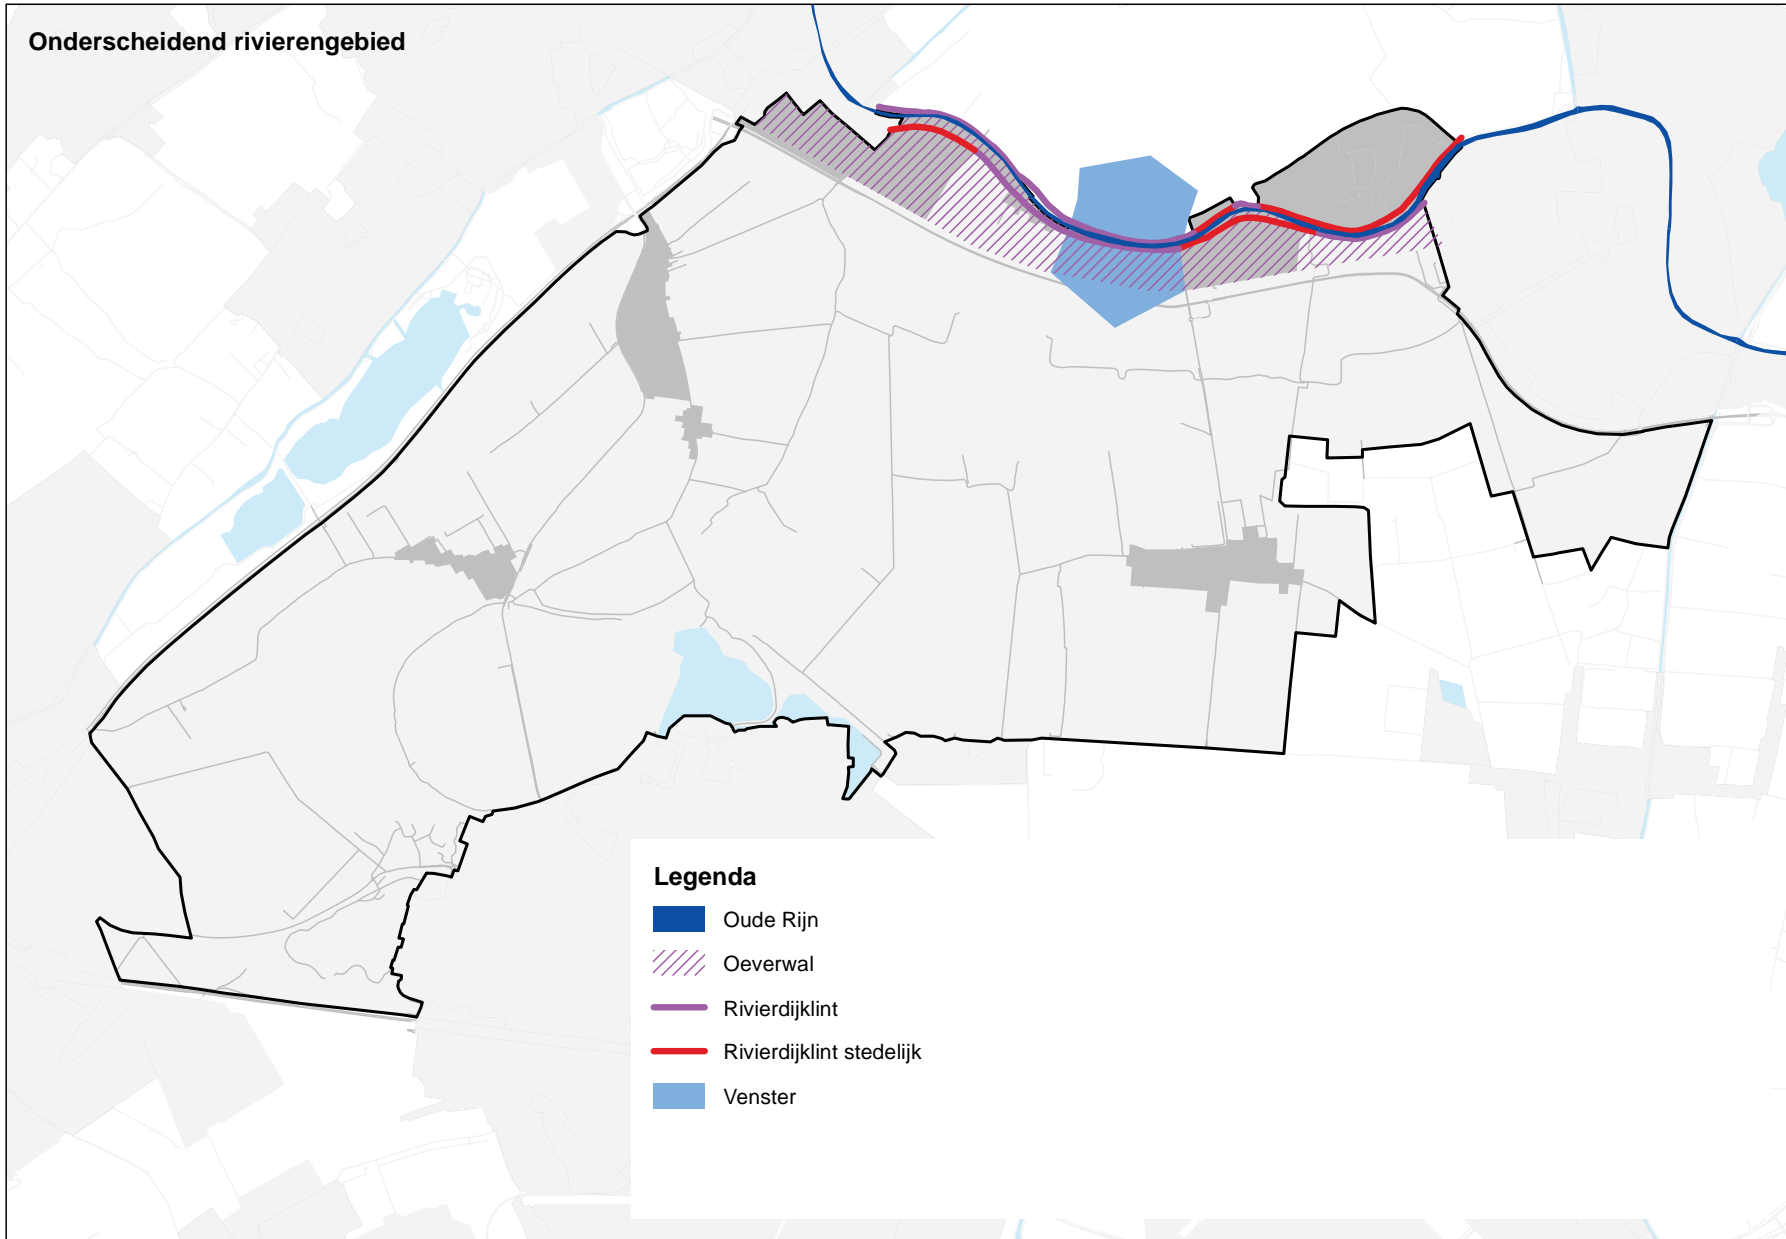 Onderscheidend rivierengebied
Legenda
Oude Rijn
Oeverwal
Rivierdijklint
Rivierdijklint stedelijk
Venster